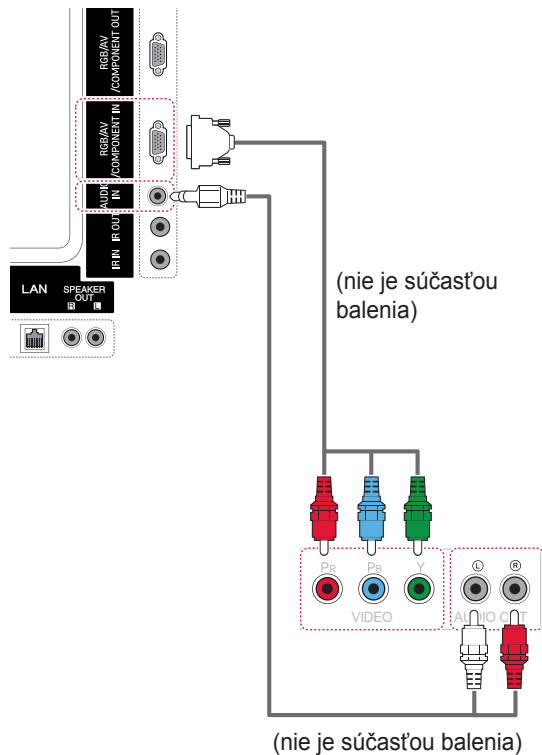 RGB/AV
/COMPONENT OUT
RGB/AV
/COMPONENT IN
AUDIO
IN
IR OUT
IR IN
LAN
SPEAKER
OUT
R L
(nie je súčasťou
balenia)
PR PB Y
VIDEO
L R
AUDIO OUT
(nie je súčasťou balenia)